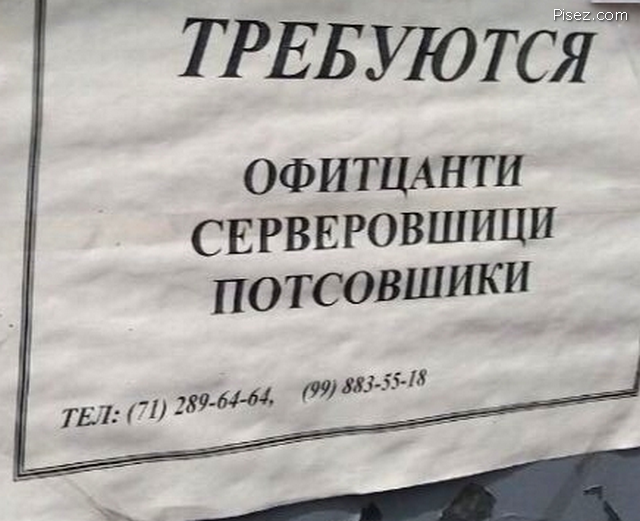 Pisez.com
ТРЕБУЮТСЯ
ОФИТЦАНТИ
СЕРВЕРОВШИЦИ
ПОТСОВШИКИ
ТЕЛ: (71) 289-64-64, (99) 883-55-18